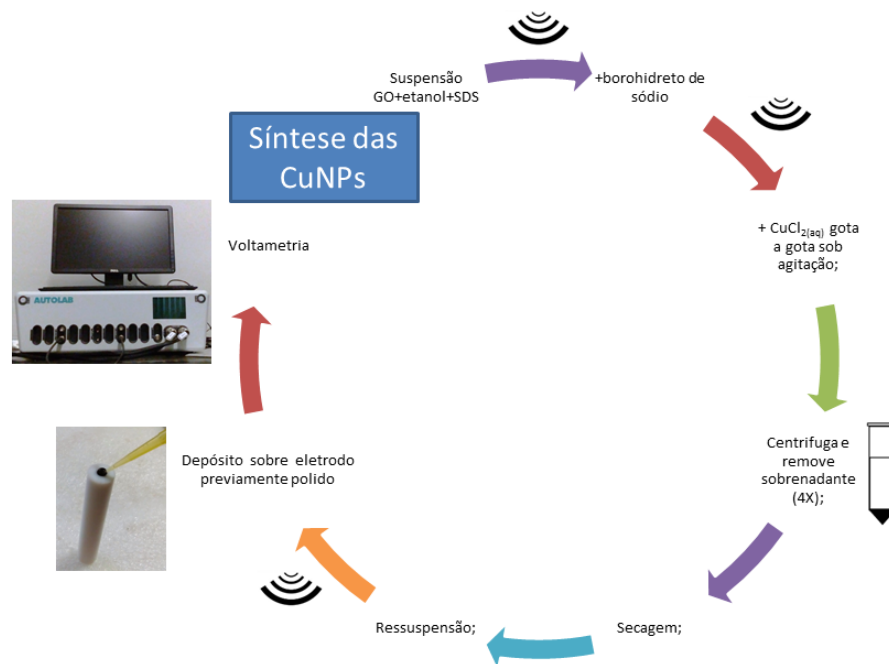 Síntese das
CuNPs
Suspensão
GO+etanol+SDS
+borohidreto de
sódio
+ CuCl₂₍aq₎ gota
a gota sob
agitação;
Centrifuga e
remove
sobrenadante
(4X);
Secagem;
Ressuspensão;
Depósito sobre eletrodo
previamente polido
Voltametria
AUTOLAB